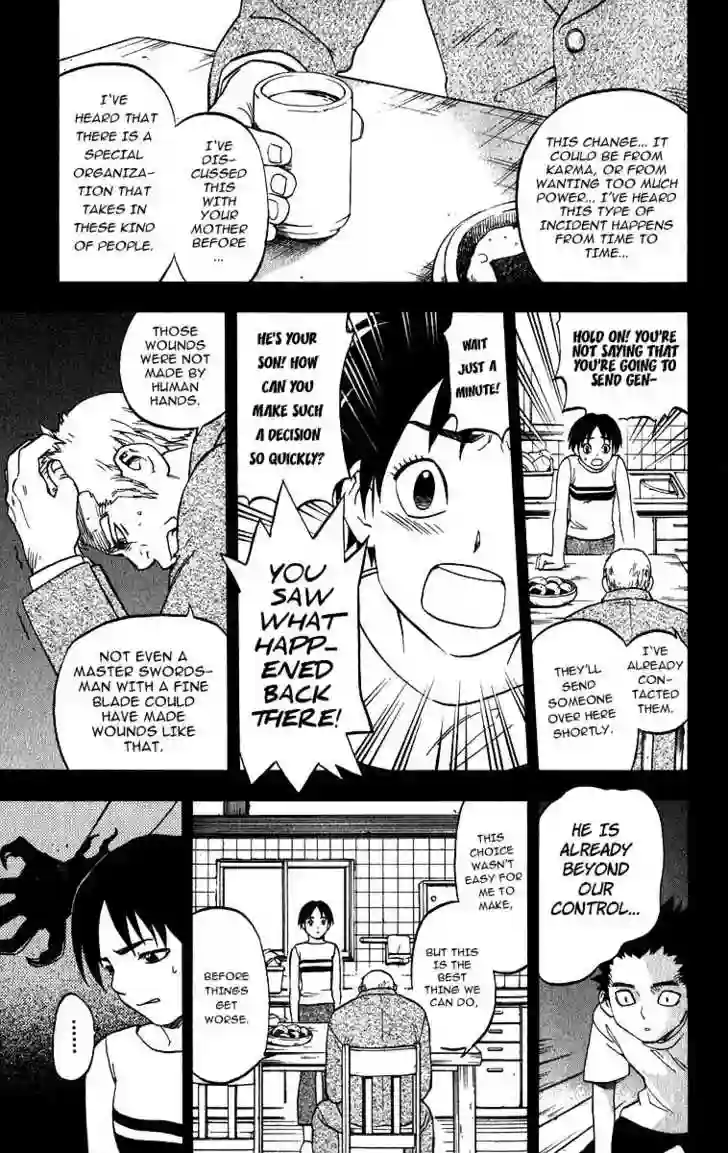 THIS CHANGE... IT
COULD BE FROM
KARMA, OR FROM
WANTING TOO MUCH
POWER... I'VE HEARD
THIS TYPE OF
INCIDENT HAPPENS
FROM TIME TO
TIME...
I'VE
DIS-
CUSSED
THIS
WITH
YOUR
MOTHER
BEFORE
...
I'VE
HEARD THAT
THERE IS A
SPECIAL
ORGANIZA-
TION THAT
TAKES IN
THESE KIND
OF PEOPLE.
HOLD ON! YOU'RE
NOT SAYING THAT
YOU'RE GOING TO
SEND GEN-
I'VE
ALREADY
CON-
TACTED
THEM.
THEY'LL
SEND
SOMEONE
OVER HERE
SHORTLY.
WAIT
JUST A
MINUTE!
HE'S YOUR
SON! HOW
CAN YOU
MAKE SUCH
A DECISION
SO QUICKLY?
YOU
SAW
WHAT
HAPP-
ENED
BACK
THERE!
THOSE
WOUNDS
WERE NOT
MADE BY
HUMAN
HANDS.
NOT EVEN A
MASTER SWORDS-
MAN WITH A FINE
BLADE COULD
HAVE MADE
WOUNDS LIKE
THAT.
HE IS
ALREADY
BEYOND
OUR
CONTROL...
THIS
CHOICE
WASN'T
EASY FOR
ME TO
MAKE,
BUT THIS
IS THE BEST
THING WE
CAN DO,
BEFORE
THINGS
GET
WORSE.
......